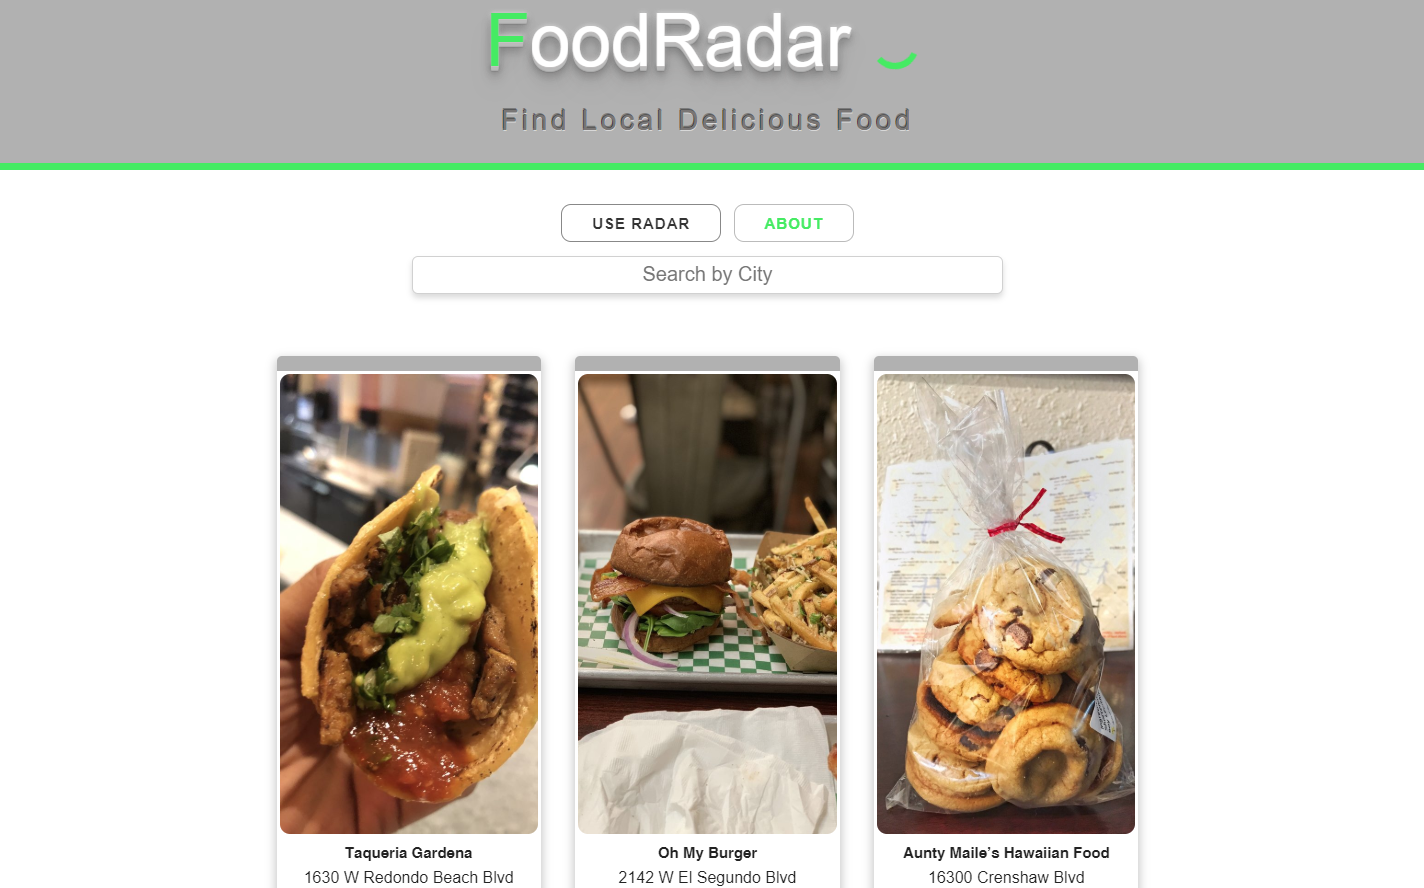 FoodRadar
Find Local Delicious Food
USE RADAR
ABOUT
Search by City
Taqueria Gardena
1630 W Redondo Beach Blvd
Oh My Burger
2142 W El Segundo Blvd
Aunty Maile's Hawaiian Food
16300 Crenshaw Blvd